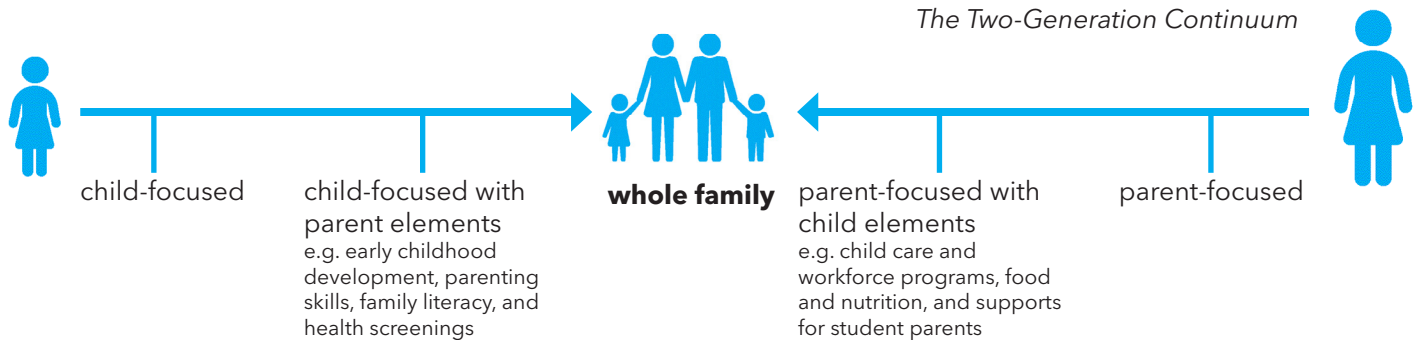 The Two-Generation Continuum
child-focused
child-focused with
parent elements
e.g. early childhood
development, parenting
skills, family literacy, and
health screenings
whole family
parent-focused with
child elements
e.g. child care and
workforce programs, food
and nutrition, and supports
for student parents
parent-focused